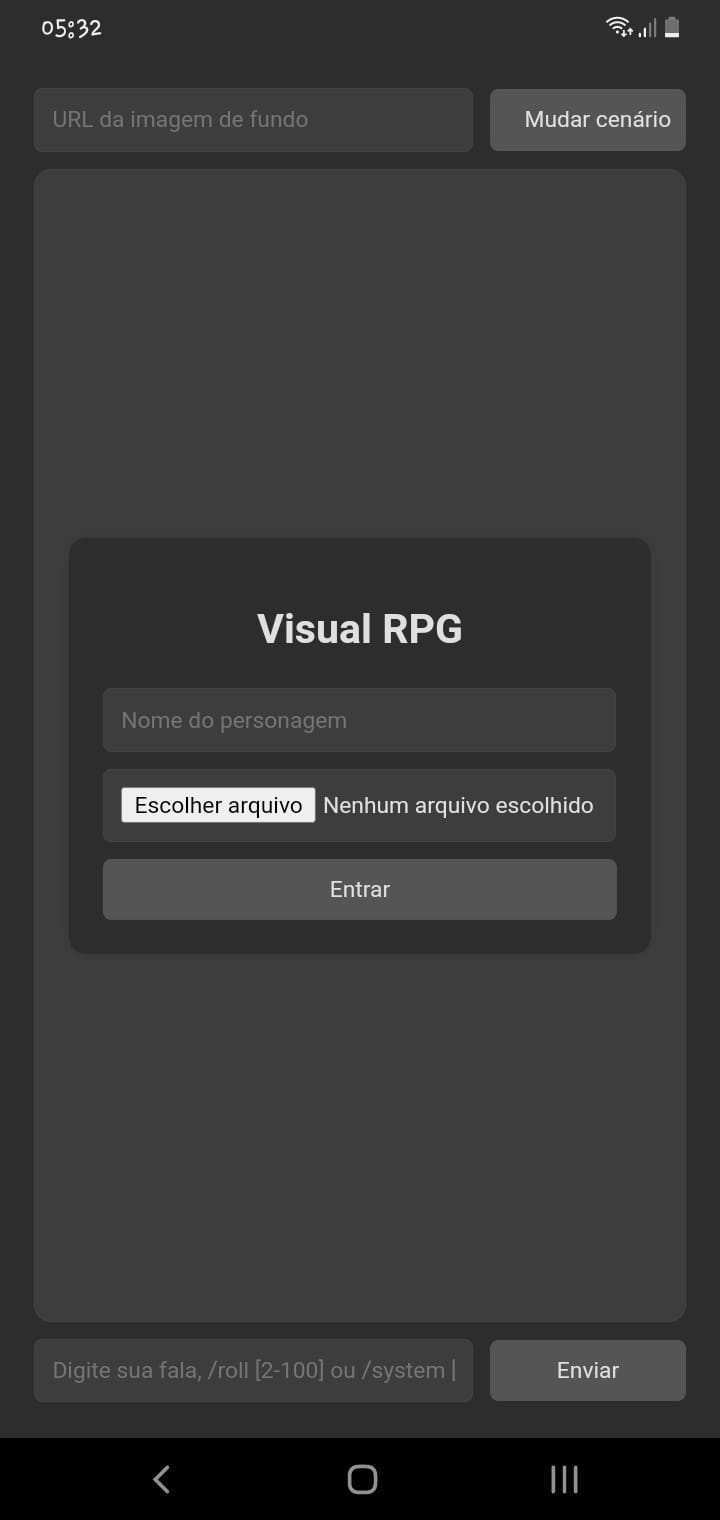 05:32
URL da imagem de fundo
Mudar cenário
Visual RPG
Nome do personagem
Escolher arquivo Nenhum arquivo escolhido
Entrar
Digite sua fala, /roll [2-100] ou /system [
Enviar